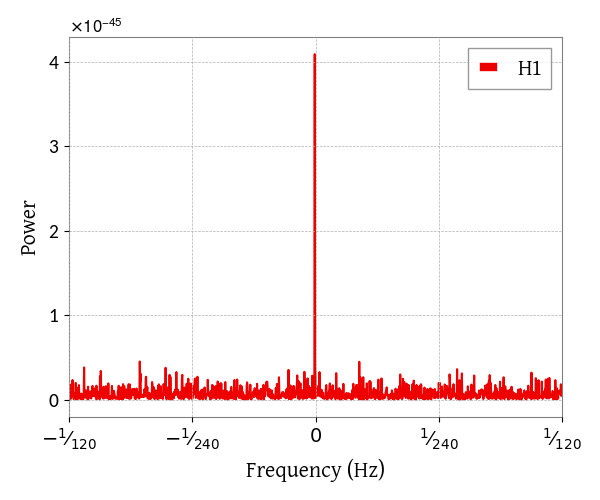 ×10⁻⁴⁵
H1
4
3
2
1
0
Power
−¹⁄₁₂₀ −¹⁄₂₄₀ 0 ¹⁄₂₄₀ ¹⁄₁₂₀
Frequency (Hz)